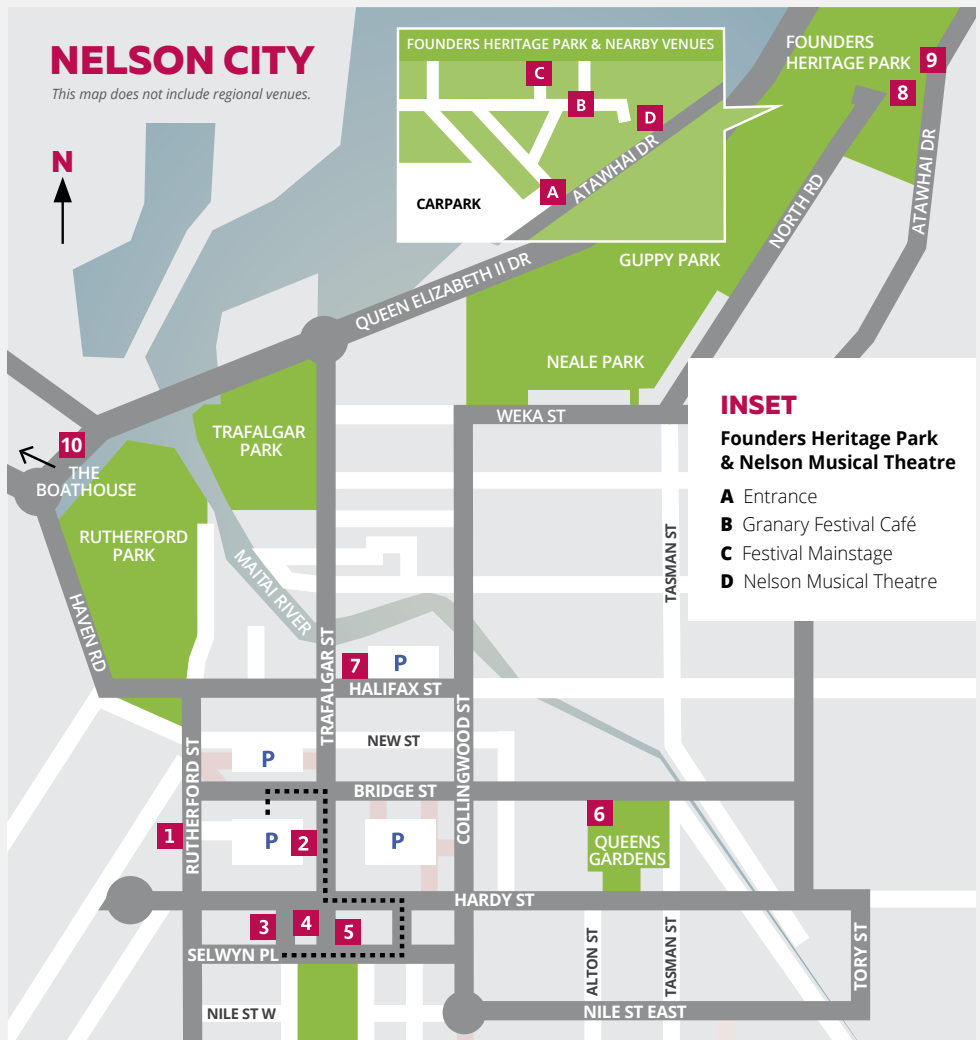 NELSON CITY
This map does not include regional venues.
N
FOUNDERS HERITAGE PARK & NEARBY VENUES
C
B
D
A
CARPARK
ATAWHAI DR
FOUNDERS
HERITAGE PARK
9
8
ATAWHAI DR
NORTH RD
GUPPY PARK
QUEEN ELIZABETH II DR
NEALE PARK
WEKA ST
INSET
Founders Heritage Park
& Nelson Musical Theatre
A Entrance
B Granary Festival Café
C Festival Mainstage
D Nelson Musical Theatre
TRAFALGAR
PARK
10
THE
BOATHOUSE
RUTHERFORD
PARK
MAITAI RIVER
HAVEN RD
TASMAN ST
TRAFALGAR ST
7
P
HALIFAX ST
COLLINGWOOD ST
NEW ST
RUTHERFORD ST
P
BRIDGE ST
1
P
2
P
6
QUEENS
GARDENS
HARDY ST
3
4
5
SELWYN PL
ALTON ST
TASMAN ST
TORY ST
NILE ST W
NILE ST EAST